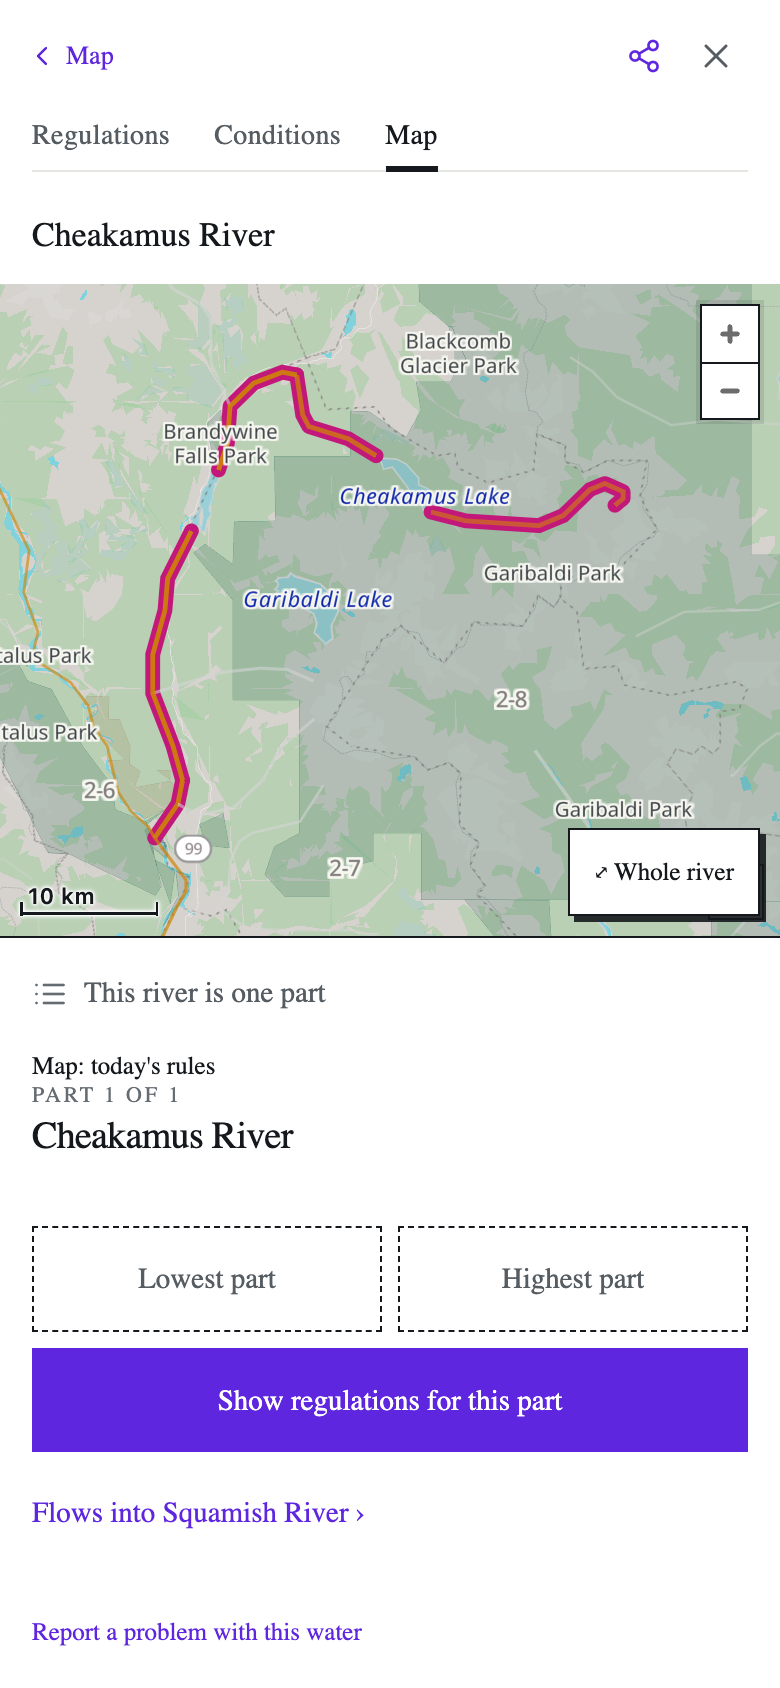 Map
Regulations Conditions Map
Cheakamus River
Blackcomb
Glacier Park
+
Brandywine
Falls Park
−
Cheakamus Lake
Garibaldi Park
Garibaldi Lake
talus Park
2-8
talus Park
2-6
Garibaldi Park
99
2-7
⤢ Whole river
10 km
This river is one part
Map: today's rules
PART 1 OF 1
Cheakamus River
Lowest part
Highest part
Show regulations for this part
Flows into Squamish River ›
Report a problem with this water